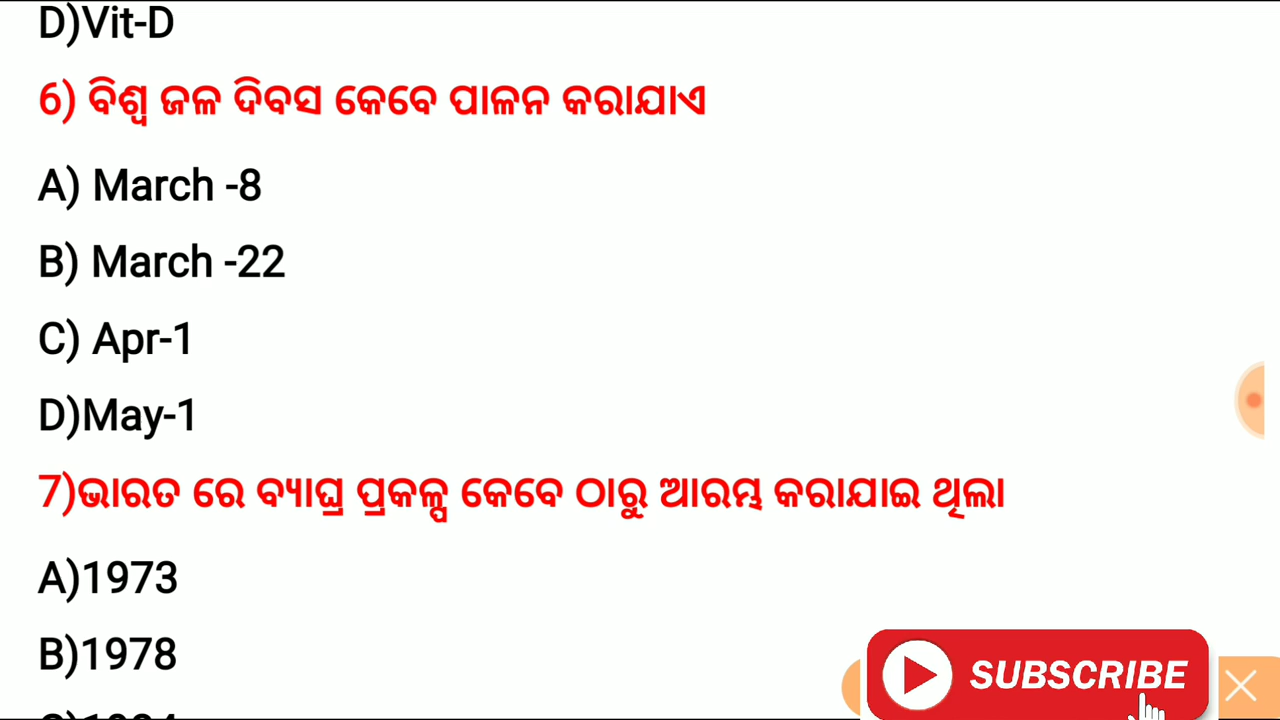 D)Vit-D
6) ବିଶ୍ୱ ଜଳ ଦିବସ କେବେ ପାଳନ କରାଯାଏ
A) March -8
B) March -22
C) Apr-1
D)May-1
7)ଭାରତ ରେ ବ୍ୟାଘ୍ର ପ୍ରକଳ୍ପ କେବେ ଠାରୁ ଆରମ୍ଭ କରାଯାଇ ଥିଲା
A)1973
B)1978
SUBSCRIBE